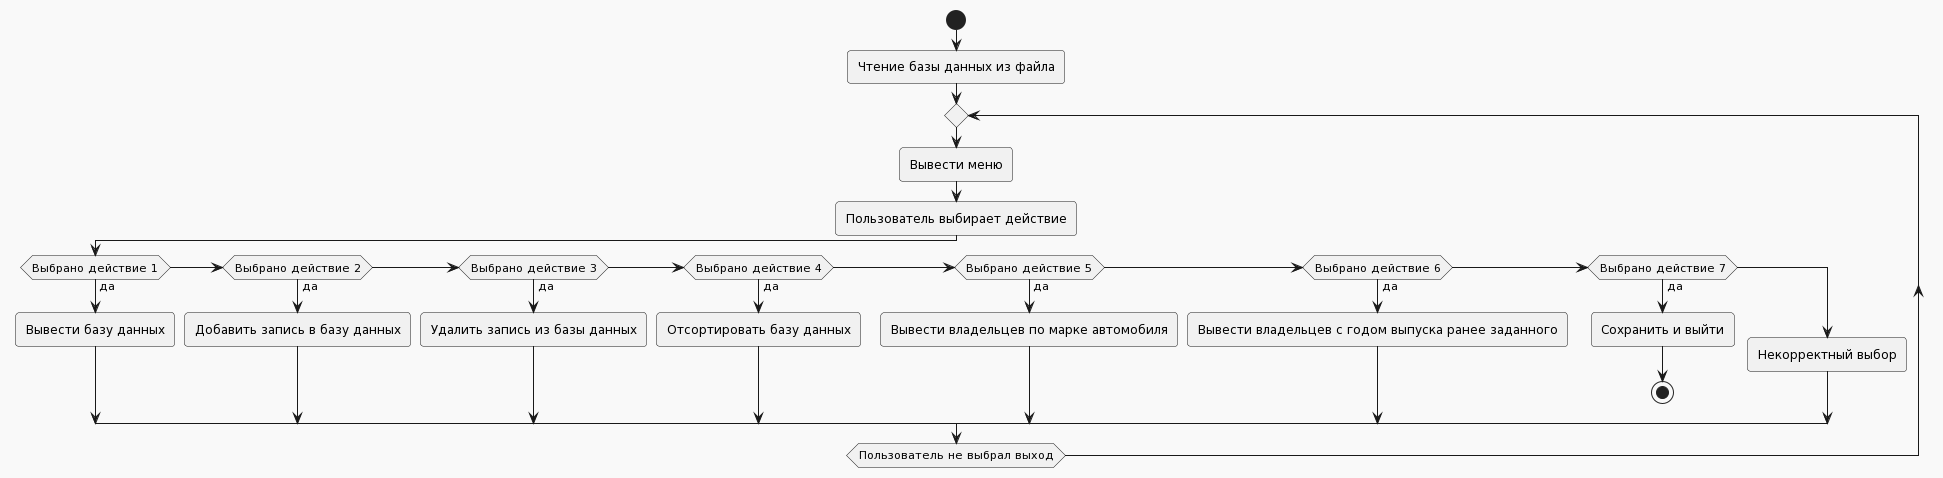 Чтение базы данных из файла
Вывести меню
Пользователь выбирает действие
Выбрано действие 1
Выбрано действие 2
Выбрано действие 3
Выбрано действие 4
Выбрано действие 5
Выбрано действие 6
Выбрано действие 7
да
да
да
да
да
да
да
Вывести базу данных
Добавить запись в базу данных
Удалить запись из базы данных
Отсортировать базу данных
Вывести владельцев по марке автомобиля
Вывести владельцев с годом выпуска ранее заданного
Сохранить и выйти
Некорректный выбор
Пользователь не выбрал выход